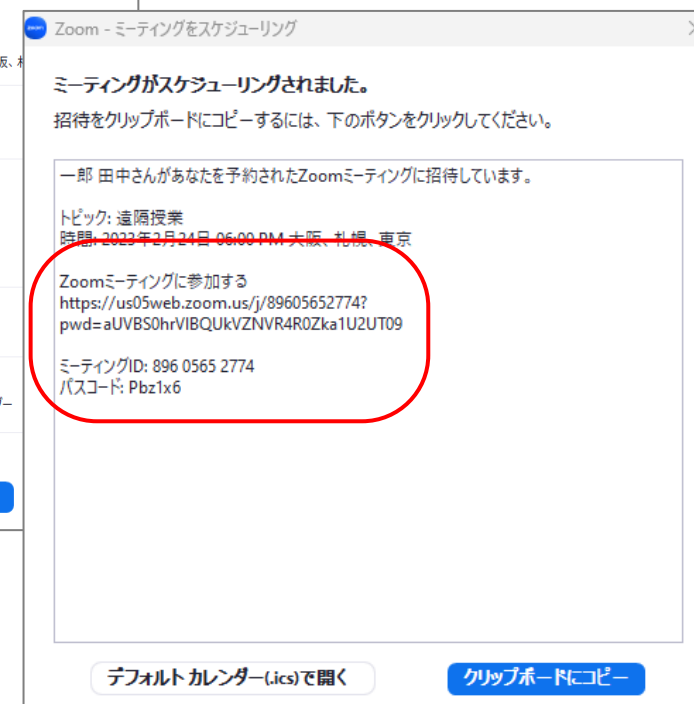 Zoom - ミーティングをスケジューリング
ミーティングがスケジューリングされました。
招待をクリップボードにコピーするには、下のボタンをクリックしてください。
一郎 田中さんがあなたを予約されたZoomミーティングに招待しています。
トピック: 遠隔授業
時間: 2023年2月24日 06:00 PM 大阪、札幌、東京
Zoomミーティングに参加する
https://us05web.zoom.us/j/89605652774?
pwd=aUVBS0hrVlBQUkVZNVR4R0Zka1U2UT09
ミーティングID: 896 0565 2774
パスコード: Pbz1x6
デフォルト カレンダー(.ics)で開く
クリップボードにコピー